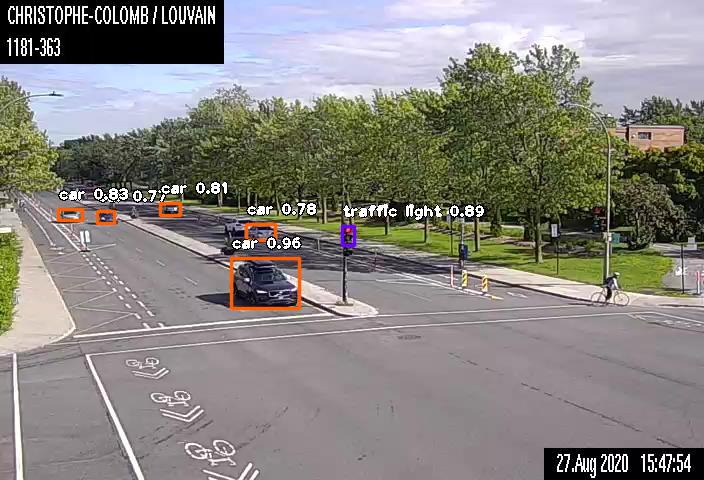 CHRISTOPHE-COLOMB / LOUVAIN
1181-363
car 0.83
0.77
car 0.81
car 0.78
traffic light 0.89
car 0.96
27.Aug 2020 15:47:54